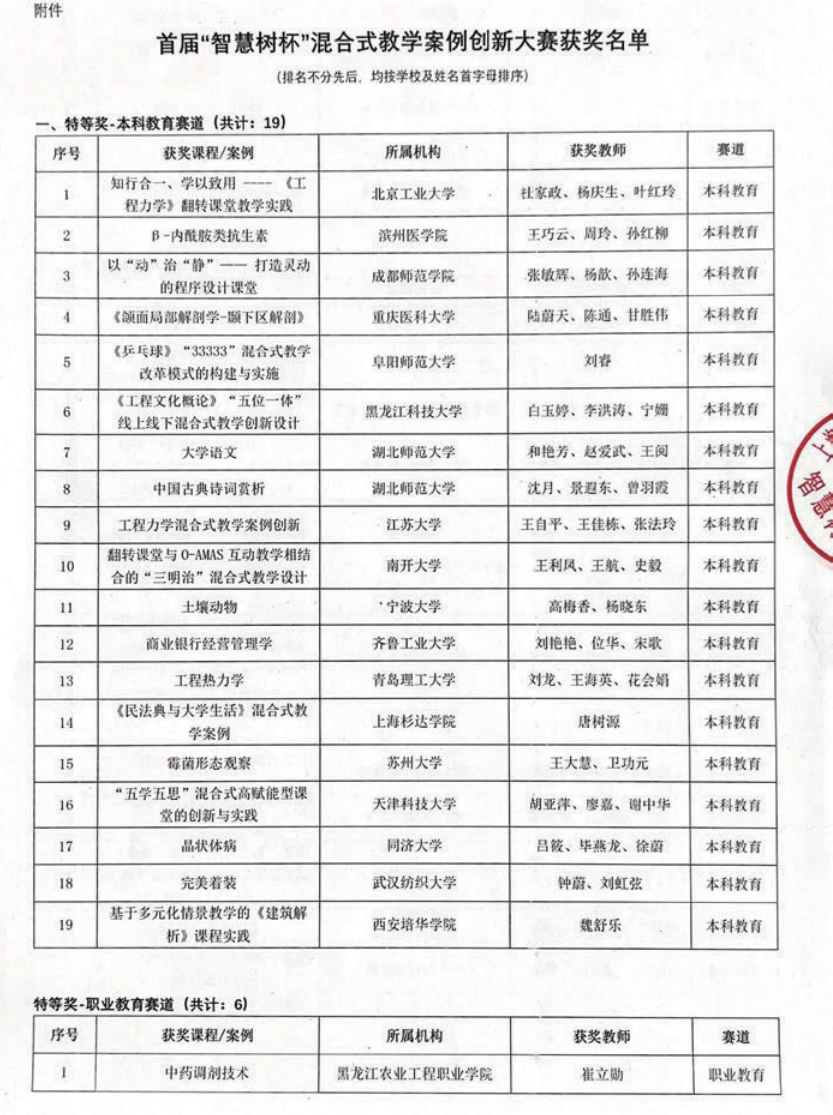 附件
首届“智慧树杯”混合式教学案例创新大赛获奖名单
（排名不分先后，均按学校及姓名首字母排序）
一、特等奖-本科教育赛道（共计：19）
序号 获奖课程/案例 所属机构 获奖教师 赛道
1 知行合一、学以致用 ---- 《工 北京工业大学 杜家政、杨庆生、叶红玲 本科教育
程力学》翻转课堂教学实践
2 β-内酰胺类抗生素 滨州医学院 王巧云、周玲、孙红柳 本科教育
3 以“动”治“静”—— 打造灵动 成都师范学院 张敏辉、杨歆、孙连海 本科教育
的程序设计课堂
4 《颌面局部解剖学-颞下区解剖》 重庆医科大学 陆蔚天、陈通、甘胜伟 本科教育
5 《乒乓球》“33333”混合式教学 阜阳师范大学 刘睿 本科教育
改革模式的构建与实施
6 《工程文化概论》“五位一体” 黑龙江科技大学 白玉婷、李洪涛、宁姗 本科教育
线上线下混合式教学创新设计
7 大学语文 湖北师范大学 和艳芳、赵爱武、王闵 本科教育
8 中国古典诗词赏析 湖北师范大学 沈月、景遐东、曾羽霞 本科教育
9 工程力学混合式教学案例创新 江苏大学 王自平、王佳栋、张法玲 本科教育
10 翻转课堂与 O-AMAS 互动教学相结 南开大学 王利凤、王航、史毅 本科教育
合的“三明治”混合式教学设计
11 土壤动物 宁波大学 高梅香、杨晓东 本科教育
12 商业银行经营管理学 齐鲁工业大学 刘艳艳、位华、宋歌 本科教育
13 工程热力学 青岛理工大学 刘龙、王海英、花会娟 本科教育
14 《民法典与大学生活》混合式教 上海杉达学院 唐树源 本科教育
学案例
15 霉菌形态观察 苏州大学 王大慧、卫功元 本科教育
16 “五学五思”混合式高赋能型课 天津科技大学 胡亚萍、廖嘉、谢中华 本科教育
堂的创新与实践
17 晶状体病 同济大学 吕筱、毕燕龙、徐蔚 本科教育
18 完美着装 武汉纺织大学 钟蔚、刘虹弦 本科教育
19 基于多元化情景教学的《建筑解 西安培华学院 魏舒乐 本科教育
析》课程实践
特等奖-职业教育赛道（共计：6）
序号 获奖课程/案例 所属机构 获奖教师 赛道
1 中药调剂技术 黑龙江农业工程职业学院 崔立勋 职业教育
智慧